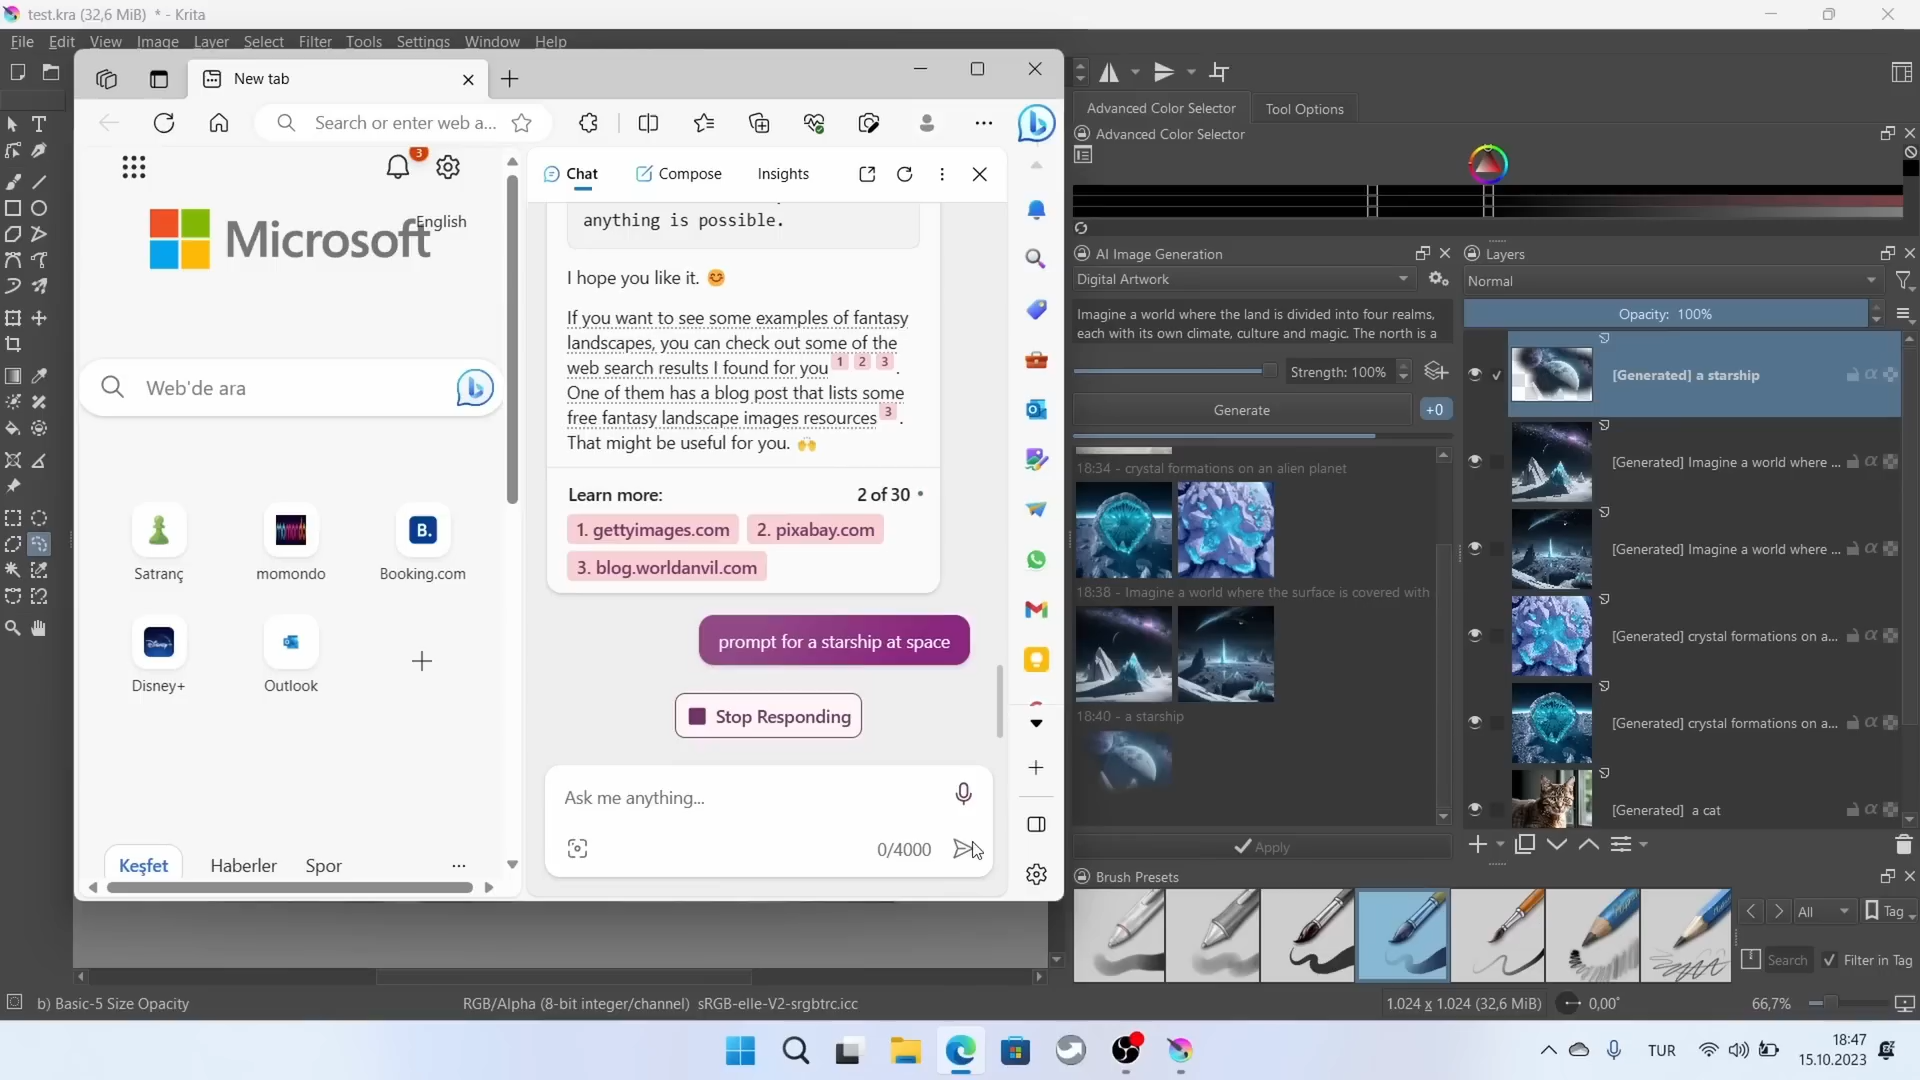 test.kra (32,6 MiB) * - Krita
File Edit View Image Layer Select Filter Tools Settings Window Help
New tab
Search or enter web a...
3
English
Microsoft
Web'de ara
Satranç
momondo
B.
Booking.com
Disney+
Disney+
Outlook
Keşfet Haberler Spor ...
Chat Compose Insights
anything is possible.
I hope you like it. 😊
If you want to see some examples of fantasy
landscapes, you can check out some of the
web search results I found for you 1 2 3 .
One of them has a blog post that lists some
free fantasy landscape images resources 3 .
That might be useful for you. 🙌
Learn more: 2 of 30 •
1. gettyimages.com 2. pixabay.com
3. blog.worldanvil.com
prompt for a starship at space
Stop Responding
Ask me anything...
0/4000
Advanced Color Selector Tool Options
Advanced Color Selector
AI Image Generation
Digital Artwork
Imagine a world where the land is divided into four realms,
each with its own climate, culture and magic. The north is a
Strength: 100%
Generate +0
18:34 - crystal formations on an alien planet
18:38 - Imagine a world where the surface is covered with
18:40 - a starship
Apply
Layers
Normal
Opacity: 100%
[Generated] a starship
[Generated] Imagine a world where ...
[Generated] Imagine a world where ...
[Generated] crystal formations on a...
[Generated] crystal formations on a...
[Generated] a cat
Brush Presets
All Tag
Search Filter in Tag
b) Basic-5 Size Opacity
RGB/Alpha (8-bit integer/channel) sRGB-elle-V2-srgbtrc.icc
1.024 x 1.024 (32,6 MiB)
0,00°
66,7%
TUR
18:47
15.10.2023